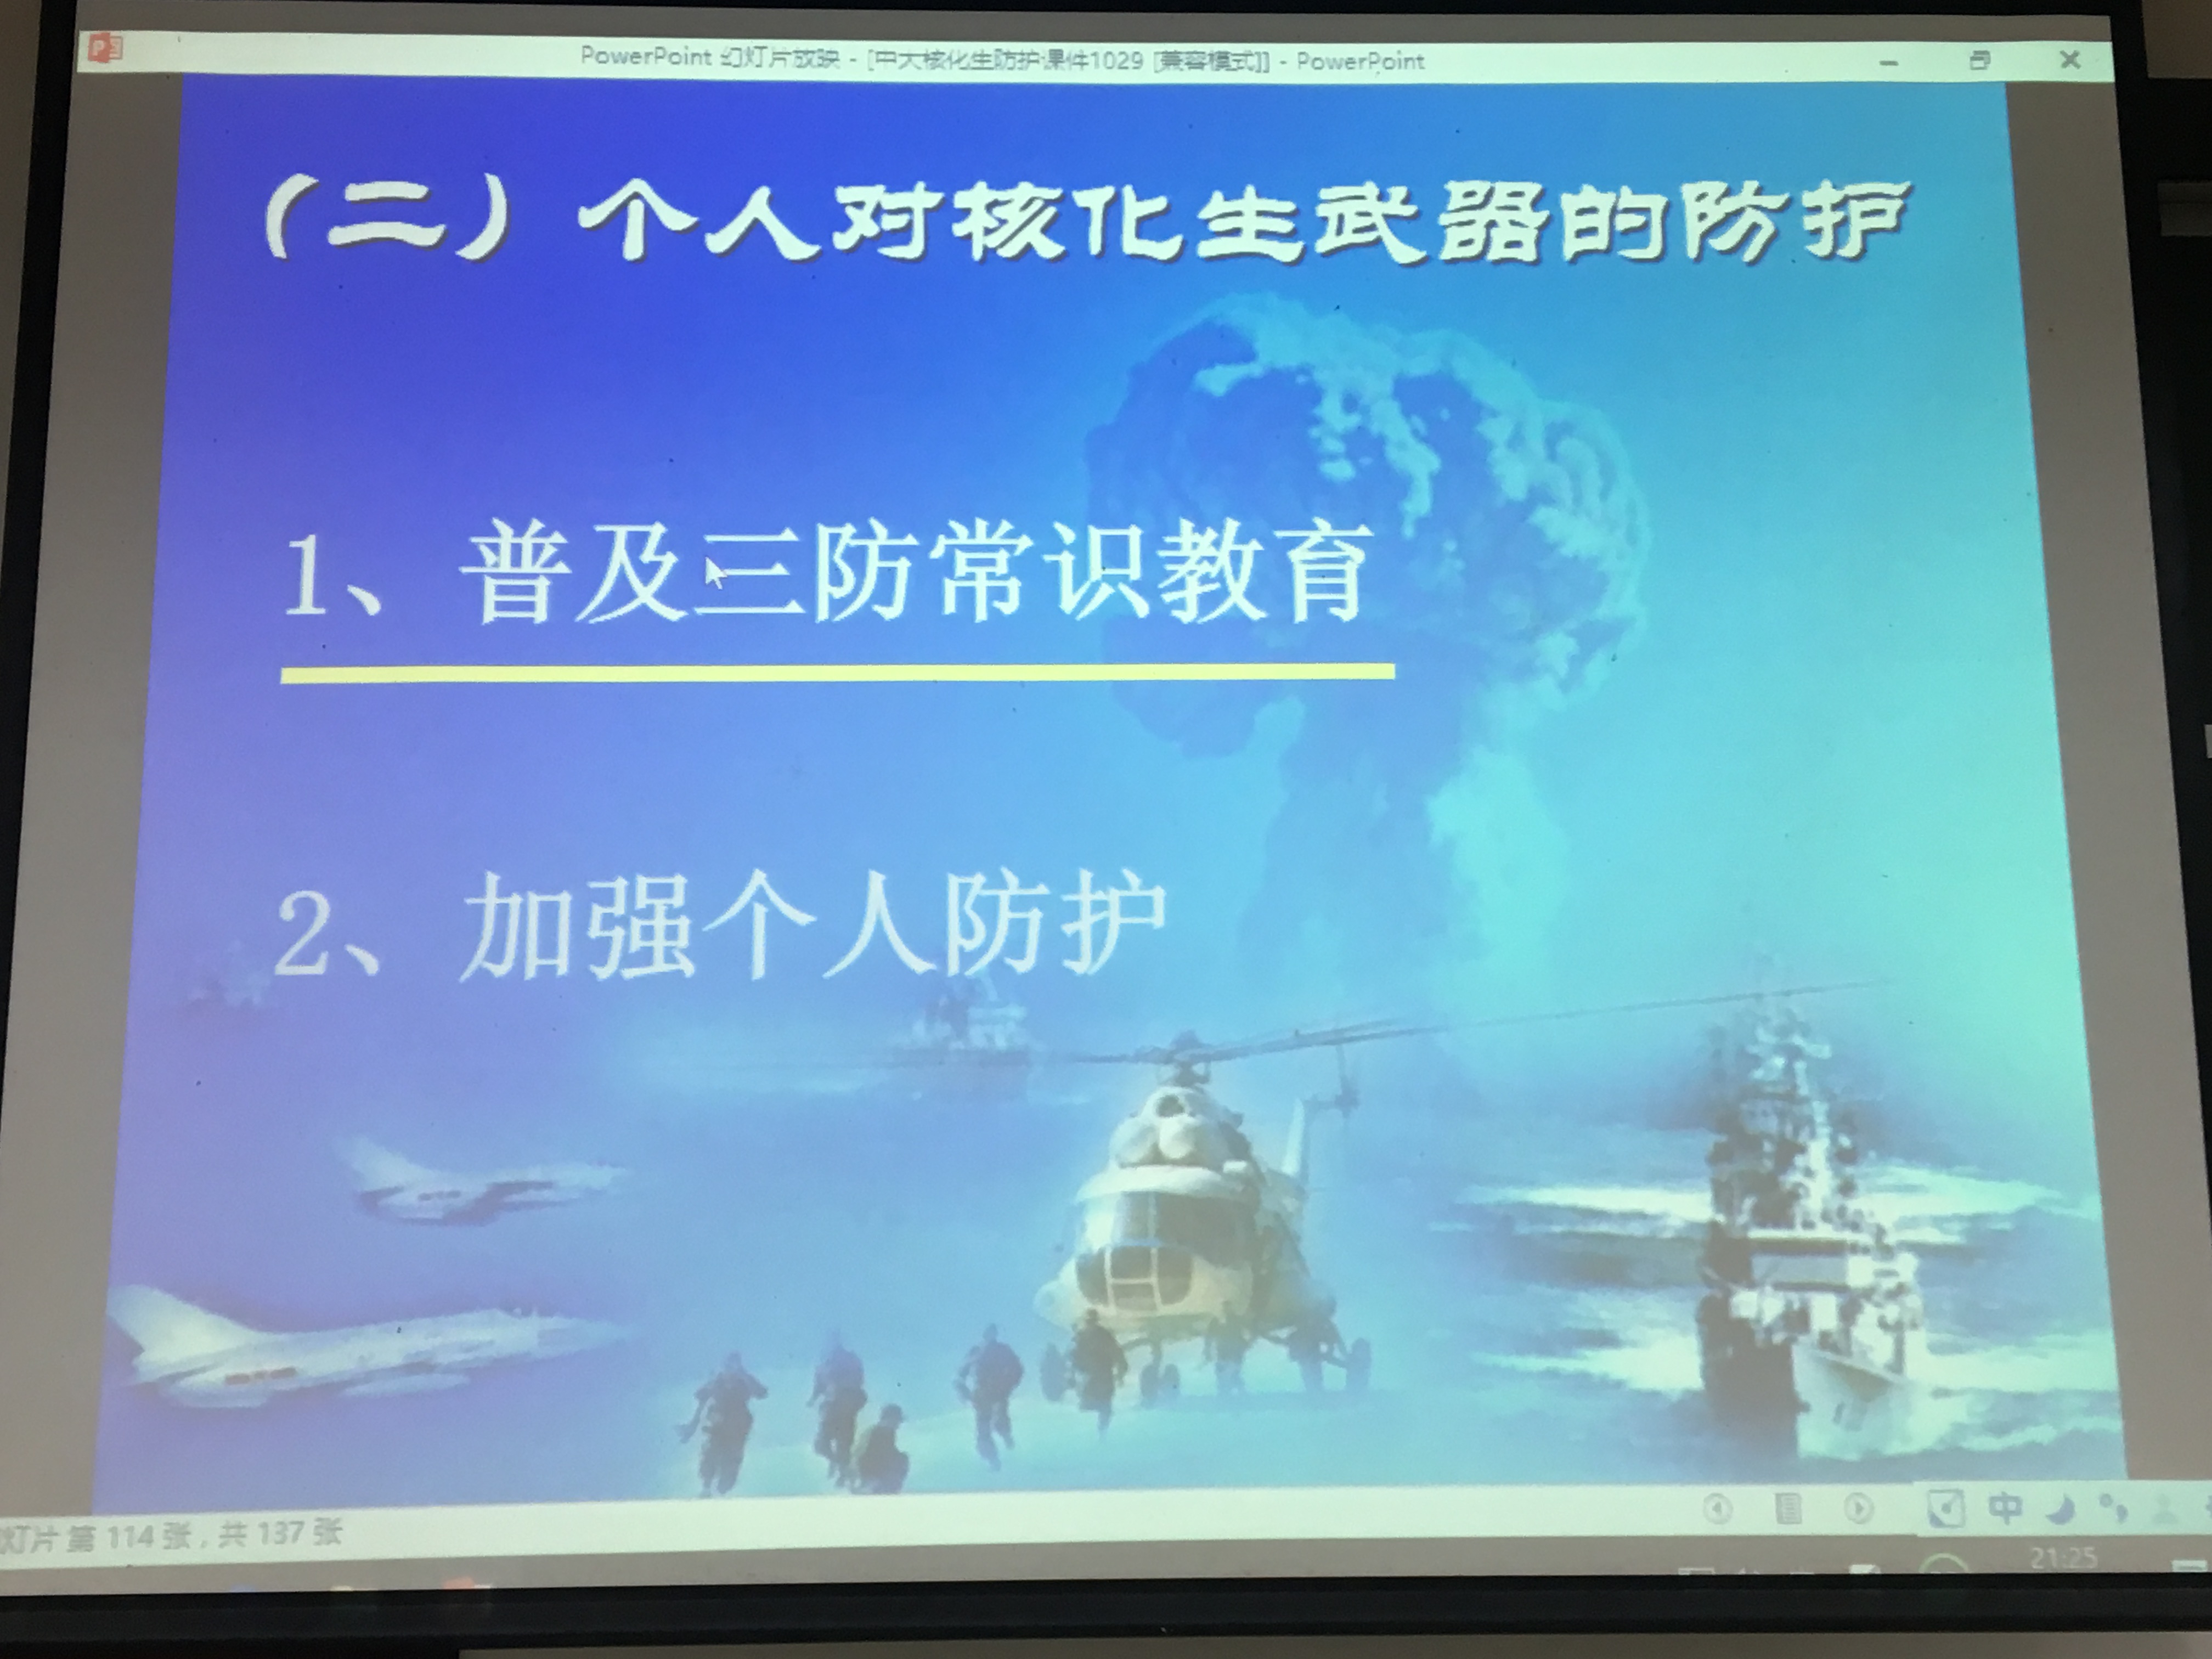 PowerPoint 幻灯片放映 - [中大核化生防护课件1029 [兼容模式]] - PowerPoint
（二）个人对核化生武器的防护
1、普及三防常识教育
2、加强个人防护
灯片 第 114 张，共 137 张
中
21:25